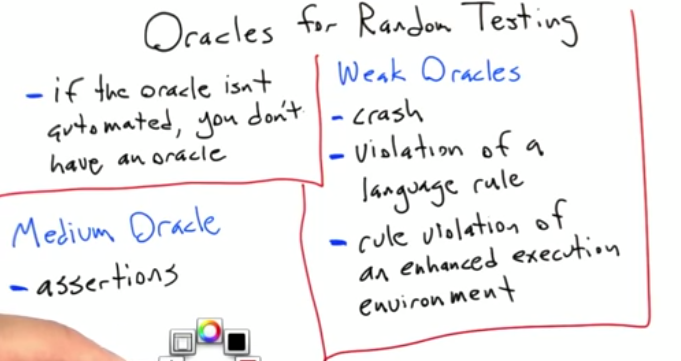 Oracles for Random Testing
- if the oracle isn't
automated, you don't
have an oracle
Weak Oracles
- crash
- violation of a
language rule
- rule violation of
an enhanced execution
environment
Medium Oracle
- assertions